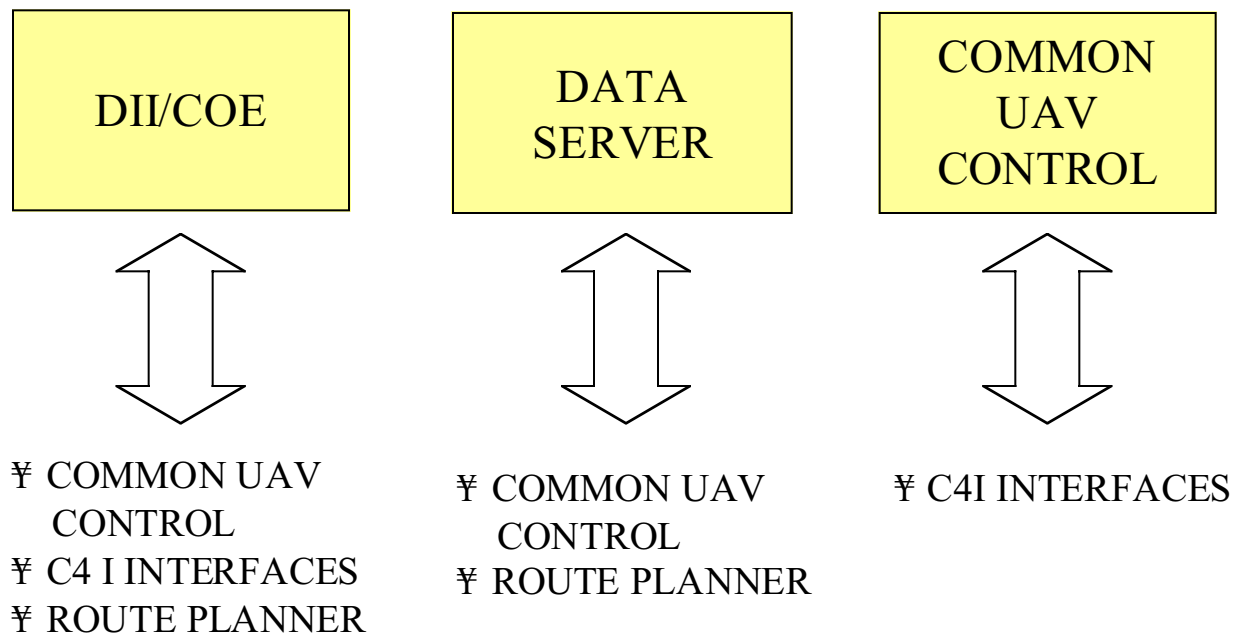 DII/COE
DATA
SERVER
COMMON
UAV
CONTROL
¥ COMMON UAV
CONTROL
¥ C4 I INTERFACES
¥ ROUTE PLANNER
¥ COMMON UAV
CONTROL
¥ ROUTE PLANNER
¥ C4I INTERFACES